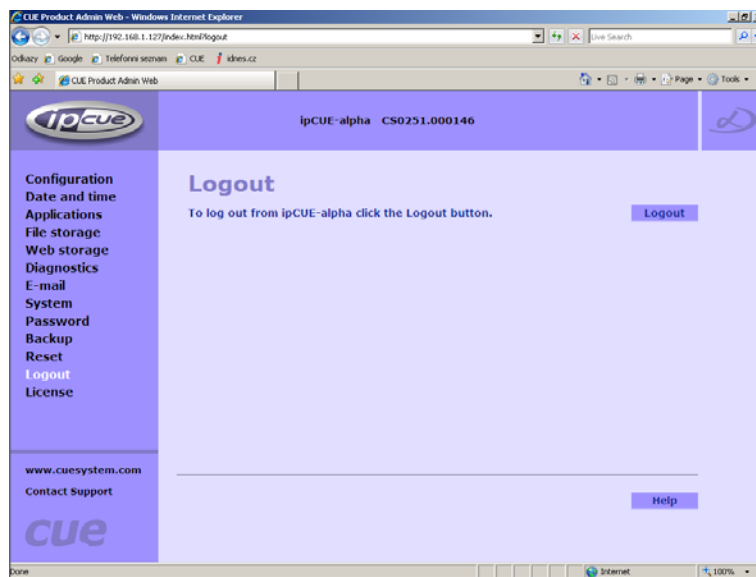 CUE Product Admin Web - Windows Internet Explorer
http://192.168.1.127/index.html?logout
Live Search
Odkazy Google Telefonni seznam CUE idnes.cz
CUE Product Admin Web
Page Tools
ipcue
ipCUE-alpha CS0251.000146
Configuration
Date and time
Applications
File storage
Web storage
Diagnostics
E-mail
System
Password
Backup
Reset
Logout
License
Logout
To log out from ipCUE-alpha click the Logout button.
Logout
www.cuesystem.com
Contact Support
Help
cue
Done
Internet
100%